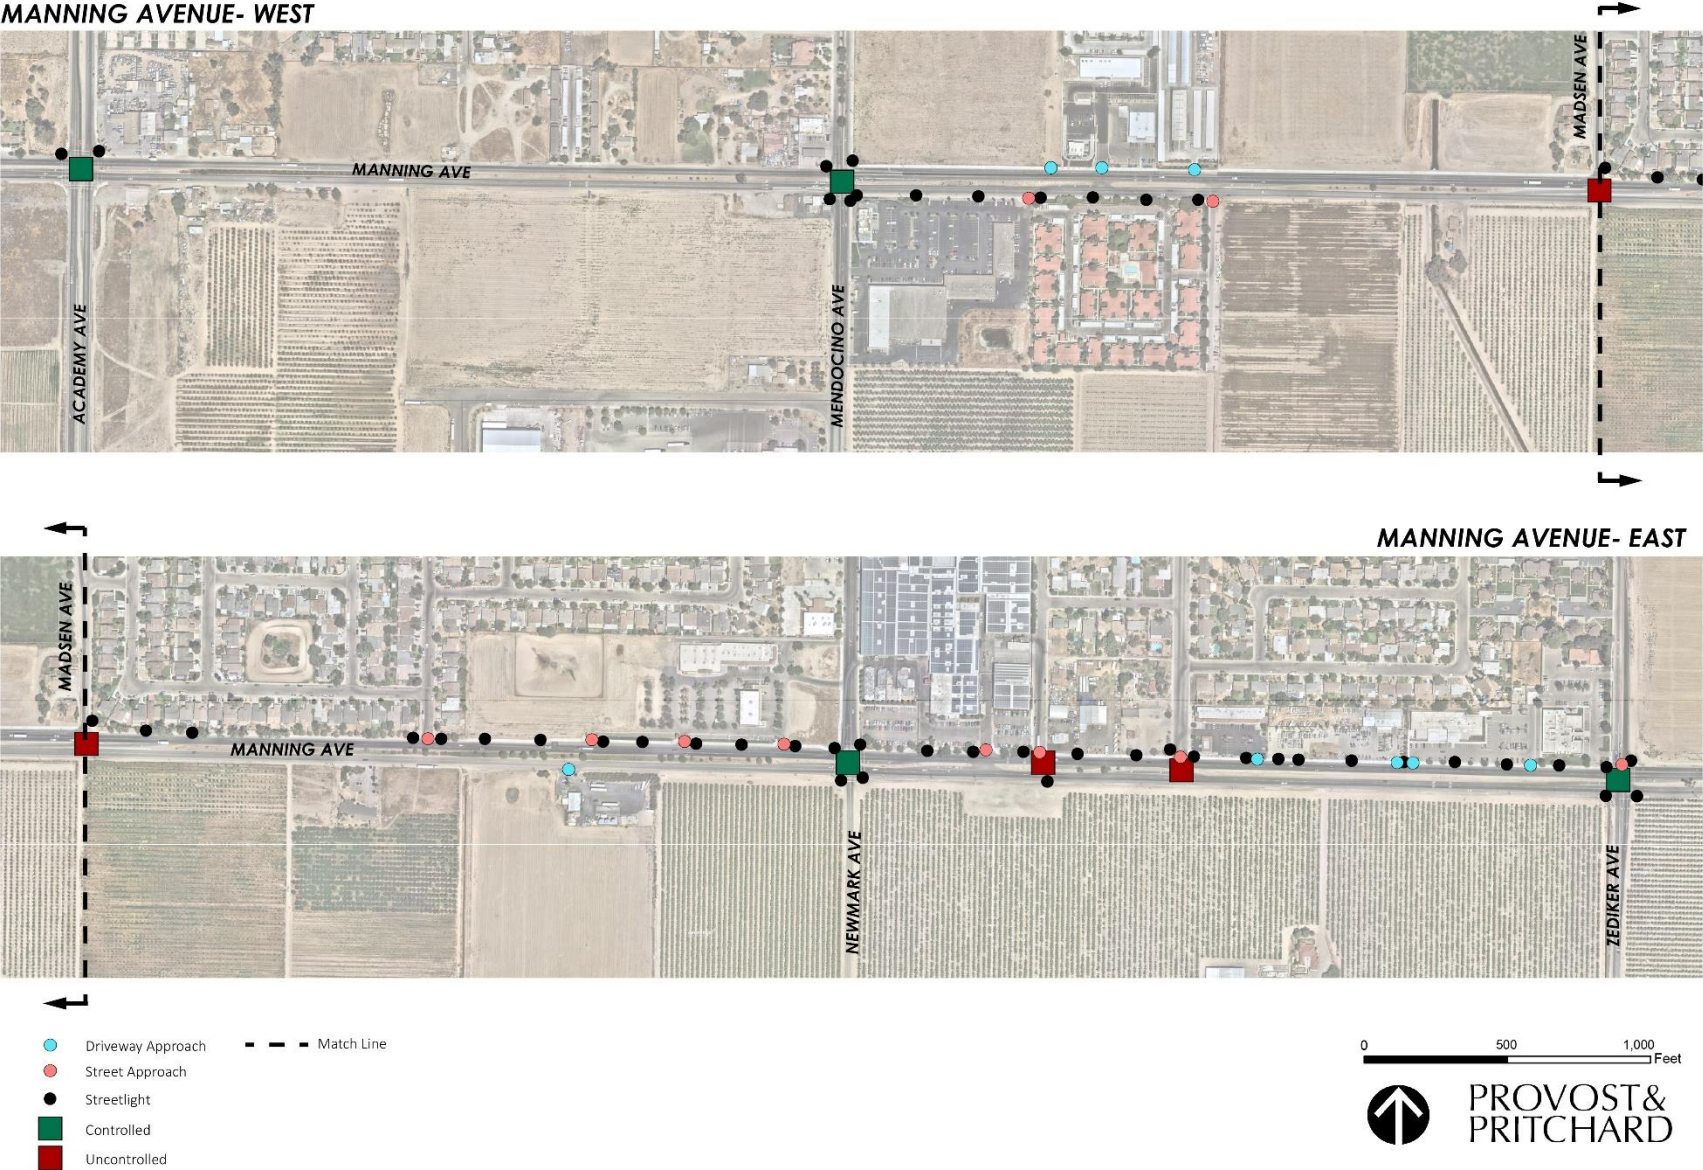 MANNING AVENUE- WEST
MADSEN AVE
MANNING AVE
ACADEMY AVE
MENDOCINO AVE
MANNING AVENUE- EAST
MADSEN AVE
MANNING AVE
NEWMARK AVE
ZEDIKER AVE
Driveway Approach
Match Line
Street Approach
Streetlight
Controlled
Uncontrolled
0 500 1,000
Feet
PROVOST&
PRITCHARD